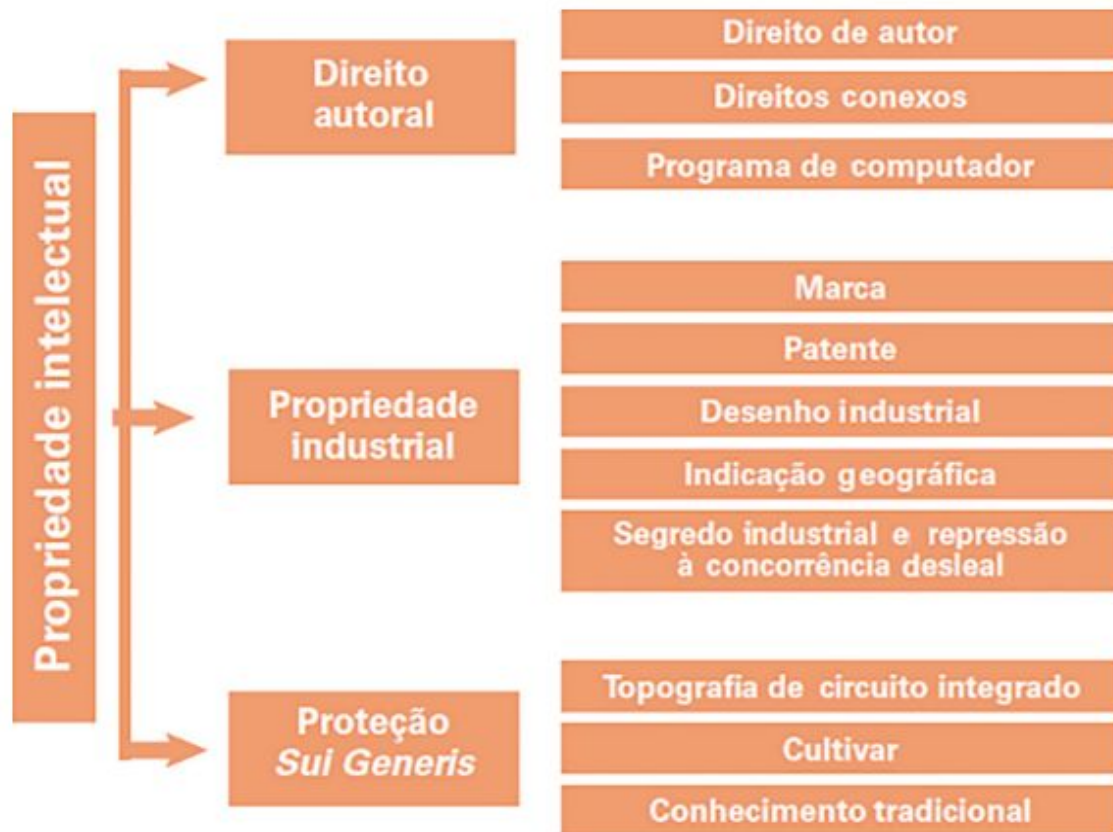 Propriedade intelectual
Direito
autoral
Direito de autor
Direitos conexos
Programa de computador
Propriedade
industrial
Marca
Patente
Desenho industrial
Indicação geográfica
Segredo industrial e repressão
à concorrência desleal
Proteção
Sui Generis
Topografia de circuito integrado
Cultivar
Conhecimento tradicional